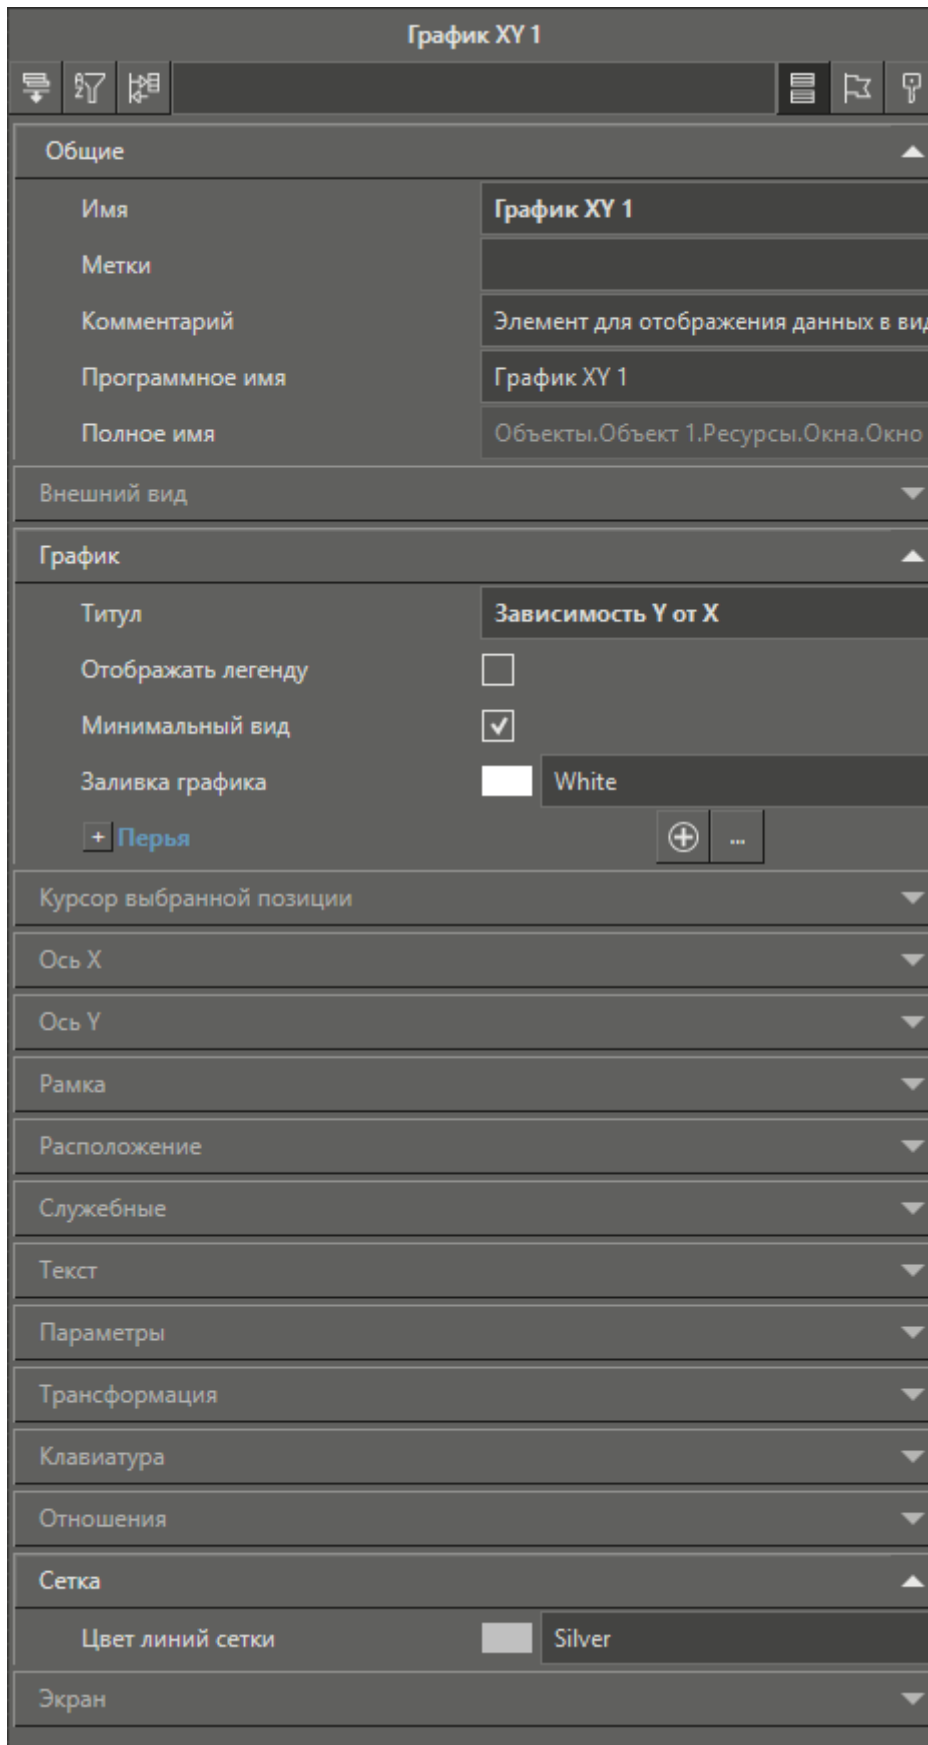 График XY 1
Общие
Имя График XY 1
Метки
Комментарий Элемент для отображения данных в вид
Программное имя График XY 1
Полное имя Объекты.Объект 1.Ресурсы.Окна.Окно
Внешний вид
График
Титул Зависимость Y от X
Отображать легенду
Минимальный вид
Заливка графика White
+ Перья ...
Курсор выбранной позиции
Ось X
Ось Y
Рамка
Расположение
Служебные
Текст
Параметры
Трансформация
Клавиатура
Отношения
Сетка
Цвет линий сетки Silver
Экран